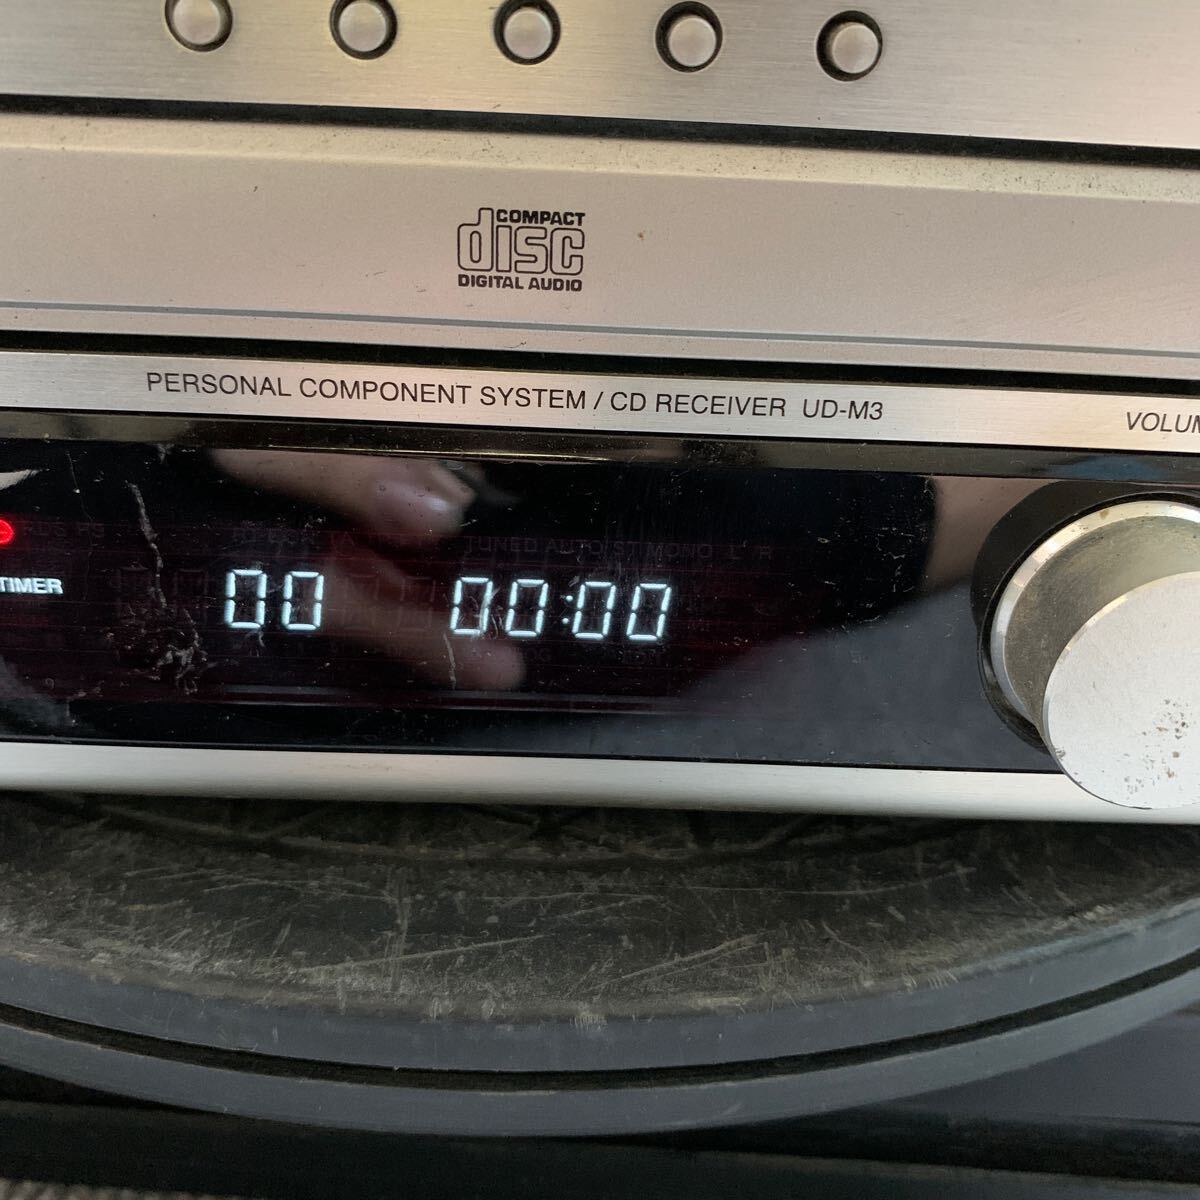 COMPACT
disc
DIGITAL AUDIO
PERSONAL COMPONENT SYSTEM / CD RECEIVER UD-M3
TUNED AUTO ST MONO L R
TIMER
00 00:00